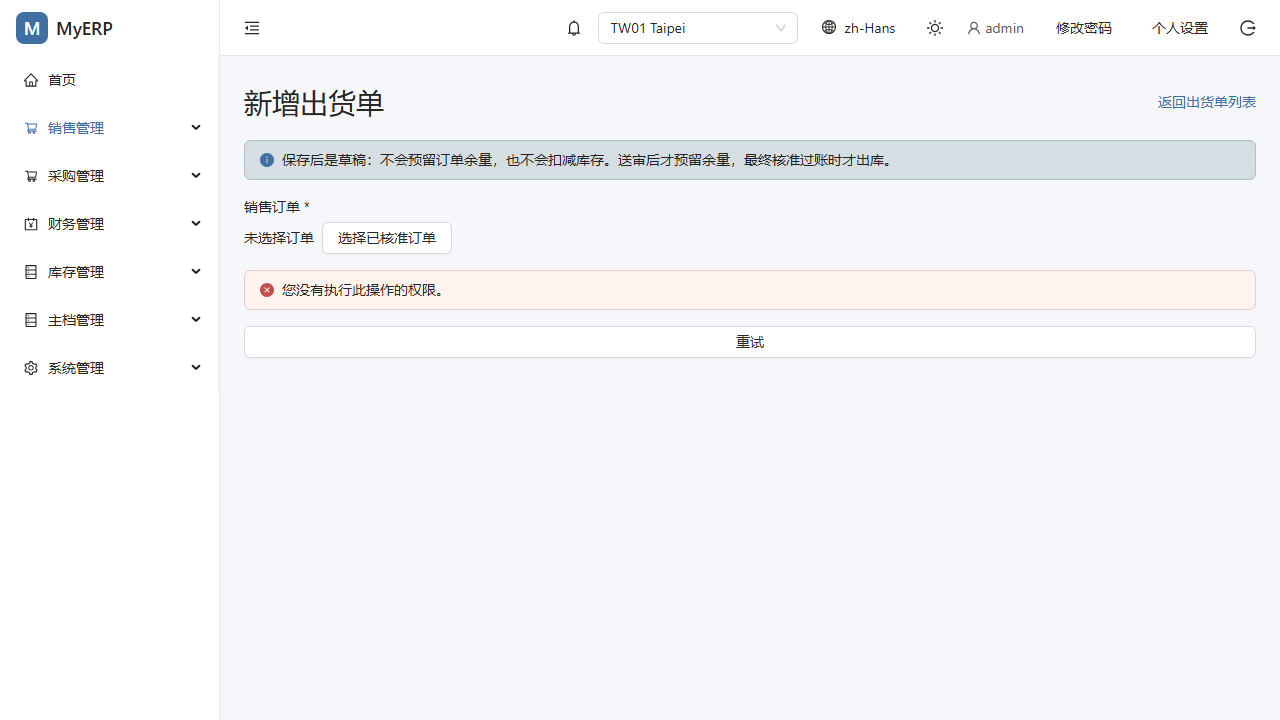 M MyERP
TW01 Taipei
zh-Hans
admin
修改密码
个人设置
首页
销售管理
采购管理
财务管理
库存管理
主档管理
系统管理
新增出货单
返回出货单列表
保存后是草稿：不会预留订单余量，也不会扣减库存。送审后才预留余量，最终核准过账时才出库。
销售订单 *
未选择订单 选择已核准订单
您没有执行此操作的权限。
重试